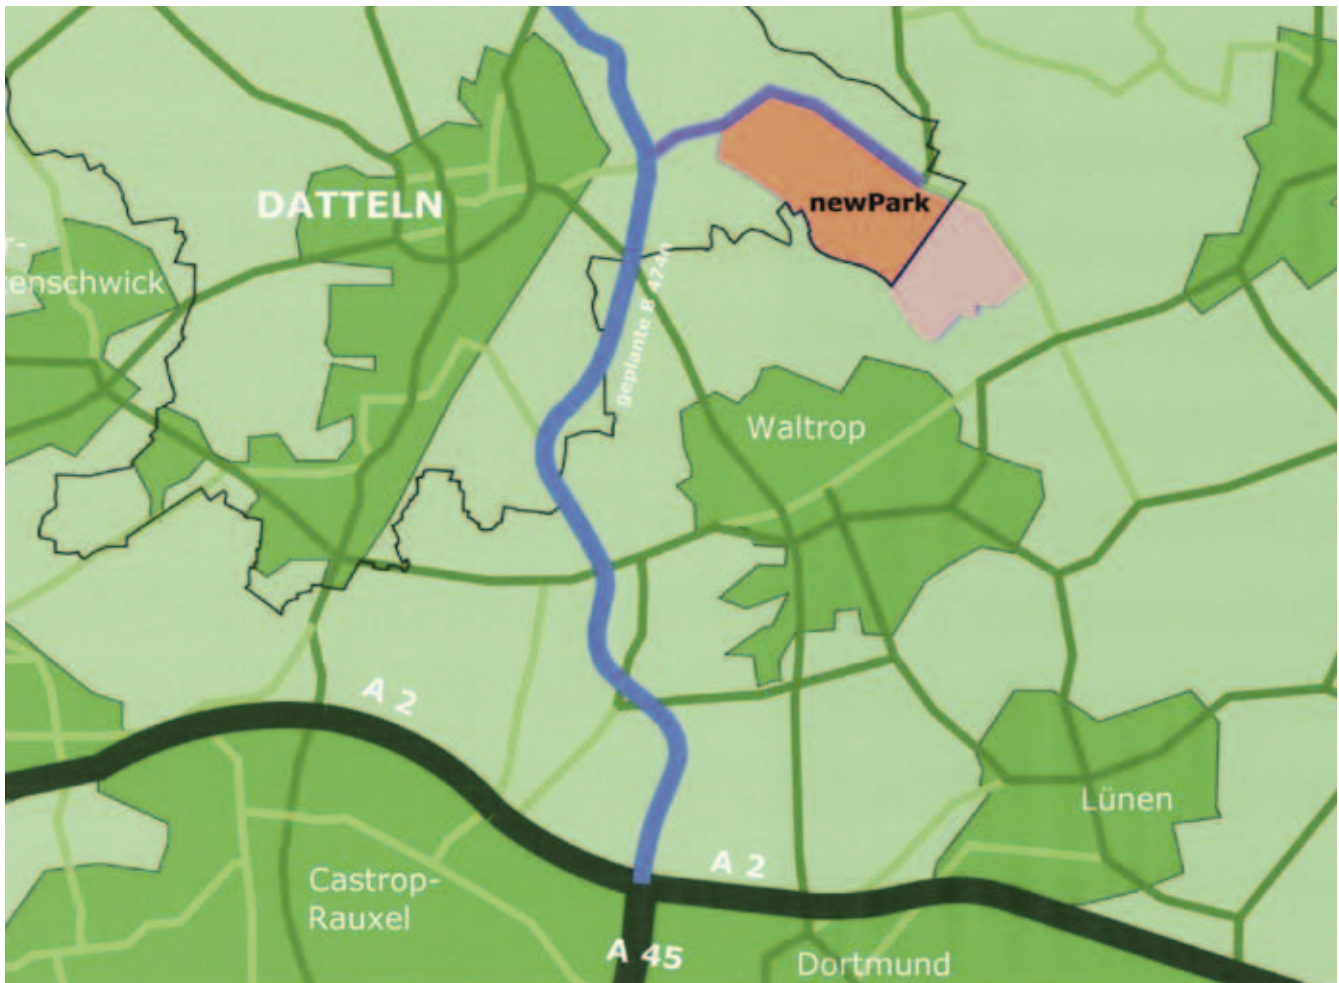 newPark
DATTELN
r-
enschwick
geplante B 474n
Waltrop
A 2
Lünen
A 2
Castrop-
Rauxel
A 45
Dortmund